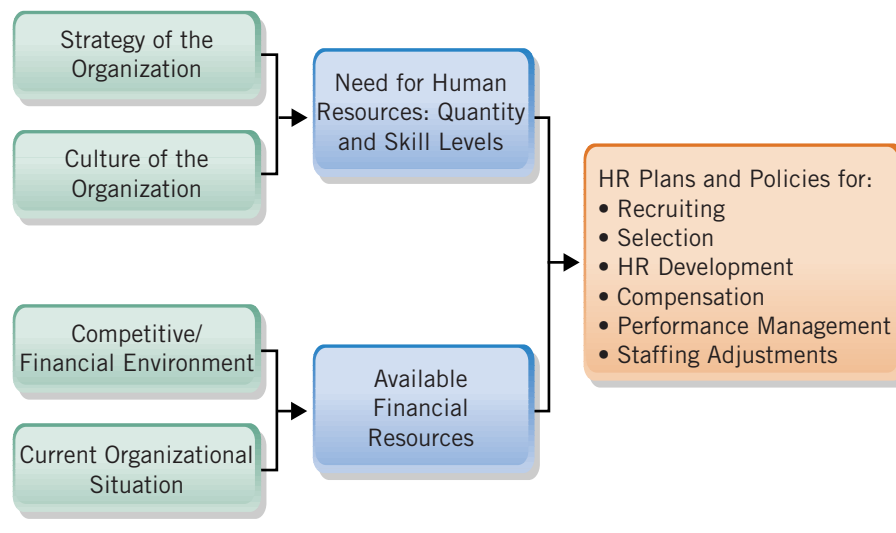 Strategy of the
Organization
Culture of the
Organization
Need for Human
Resources: Quantity
and Skill Levels
Competitive/
Financial Environment
Current Organizational
Situation
Available
Financial
Resources
HR Plans and Policies for:
• Recruiting
• Selection
• HR Development
• Compensation
• Performance Management
• Staffing Adjustments